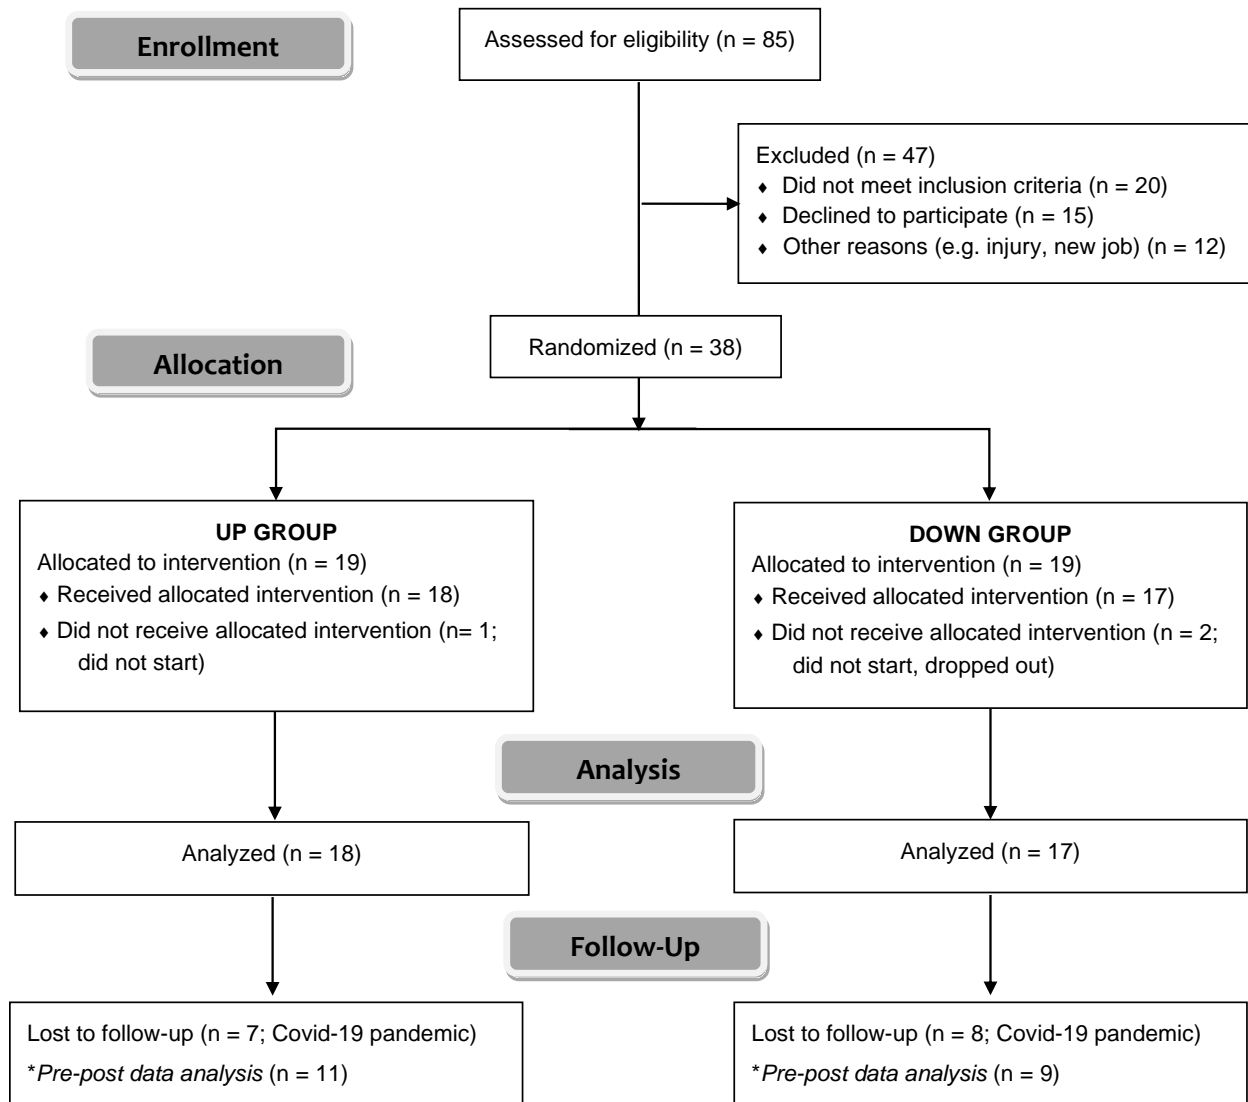 Enrollment
Assessed for eligibility (n = 85)
Excluded (n = 47)
♦ Did not meet inclusion criteria (n = 20)
♦ Declined to participate (n = 15)
♦ Other reasons (e.g. injury, new job) (n = 12)
Allocation
Randomized (n = 38)
UP GROUP
Allocated to intervention (n = 19)
♦ Received allocated intervention (n = 18)
♦ Did not receive allocated intervention (n= 1;
did not start)
DOWN GROUP
Allocated to intervention (n = 19)
♦ Received allocated intervention (n = 17)
♦ Did not receive allocated intervention (n = 2;
did not start, dropped out)
Analysis
Analyzed (n = 18)
Analyzed (n = 17)
Follow-Up
Lost to follow-up (n = 7; Covid-19 pandemic)
*Pre-post data analysis (n = 11)
Lost to follow-up (n = 8; Covid-19 pandemic)
*Pre-post data analysis (n = 9)